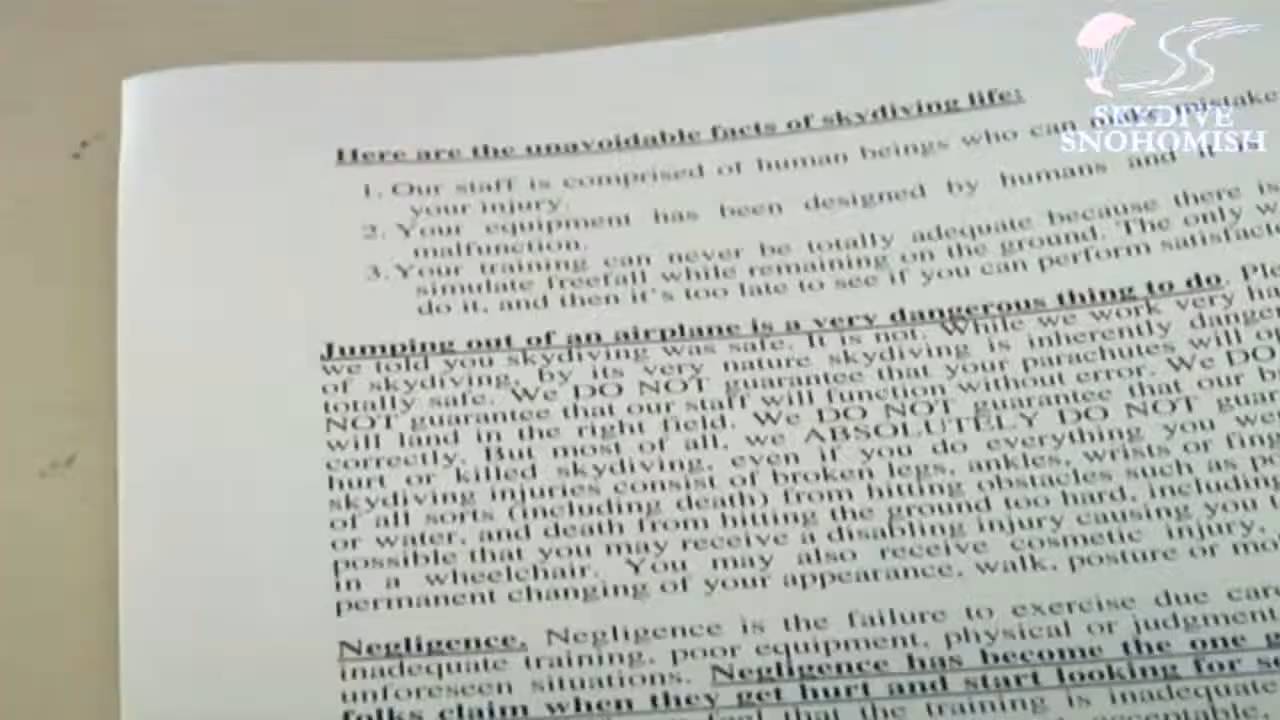 SKYDIVE
SNOHOMISH
Here are the unavoidable facts of skydiving life:
1. Our staff is comprised of human beings who can make mistake
your injury.
2. Your equipment has been designed by humans and it
malfunction.
3. Your training can never be totally adequate because there is
simulate freefall while remaining on the ground. The only w
do it, and then it's too late to see if you can perform satisfacto
Jumping out of an airplane is a very dangerous thing to do. Ple
we told you skydiving was safe. It is not. While we work very ha
of skydiving, by its very nature skydiving is inherently danger
totally safe. We DO NOT guarantee that your parachutes will o
NOT guarantee that our staff will function without error. We DO
will land in the right field. We DO NOT guarantee that our b
correctly. But most of all, we ABSOLUTELY DO NOT guar
hurt or killed skydiving, even if you do everything you we
skydiving injuries consist of broken legs, ankles, wrists or fing
of all sorts (including death) from hitting obstacles such as po
or water, and death from hitting the ground too hard, including
possible that you may receive a disabling injury causing you t
in a wheelchair. You may also receive cosmetic injury,
permanent changing of your appearance, walk, posture or mo
Negligence. Negligence is the failure to exercise due care
inadequate training, poor equipment, physical or judgment
unforeseen situations. Negligence has become the one g
folks claim when they get hurt and start looking for so
that the training is inadequate